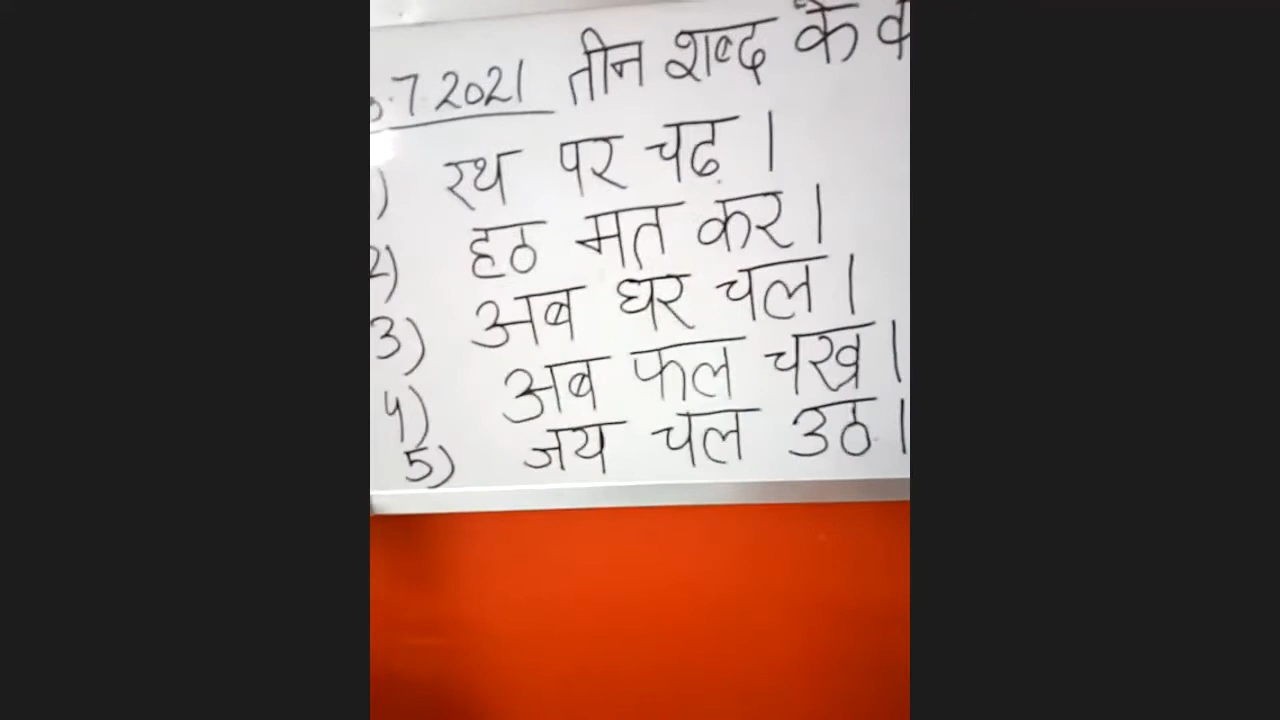 7 2021 तीन शब्द के
1) रथ पर चढ़ ।
2) हठ मत कर ।
3) अब घर चल ।
4) अब फल चख ।
5) जय चल उठ ।